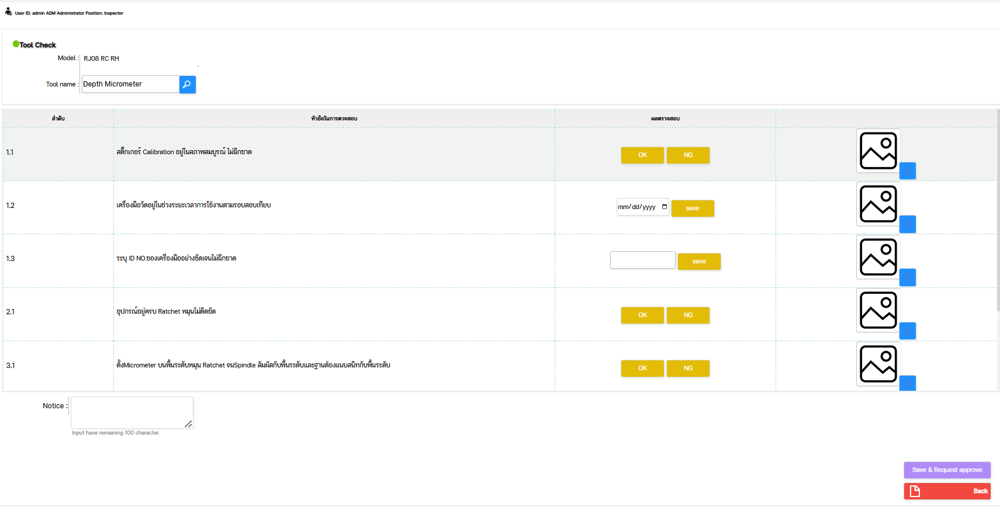 User ID: admin ADM Administrator Position: Inspector
Tool Check
Model : RJ08 RC RH
-
Tool name : Depth Micrometer
ลำดับ หัวข้อในการตวจสอบ ผลตรวจสอบ
1.1 สติ๊กเกอร์ Calibration อยู่ในสภาพสมบูรณ์ ไม่ฉีกขาด OK NG
1.2 เครื่องมือวัดอยู่ในช่วงระยะเวลาการใช้งานตามรอบสอบเทียบ mm/dd/yyyy save
1.3 ระบุ ID NO.ของเครื่องมืออย่างชัดเจนไม่ฉีกขาด save
2.1 อุปกรณ์อยู่ครบ Ratchet หมุนไม่ติดขัด OK NG
3.1 ตั้งMicrometer บนพื้นระดับหมุน Ratchet จนSpindle สัมผัสกับพื้นระดับและฐานต้องแนบสนิทกับพื้นระดับ OK NG
Notice :
Input have remaining 100 character.
Save & Request approve
Back